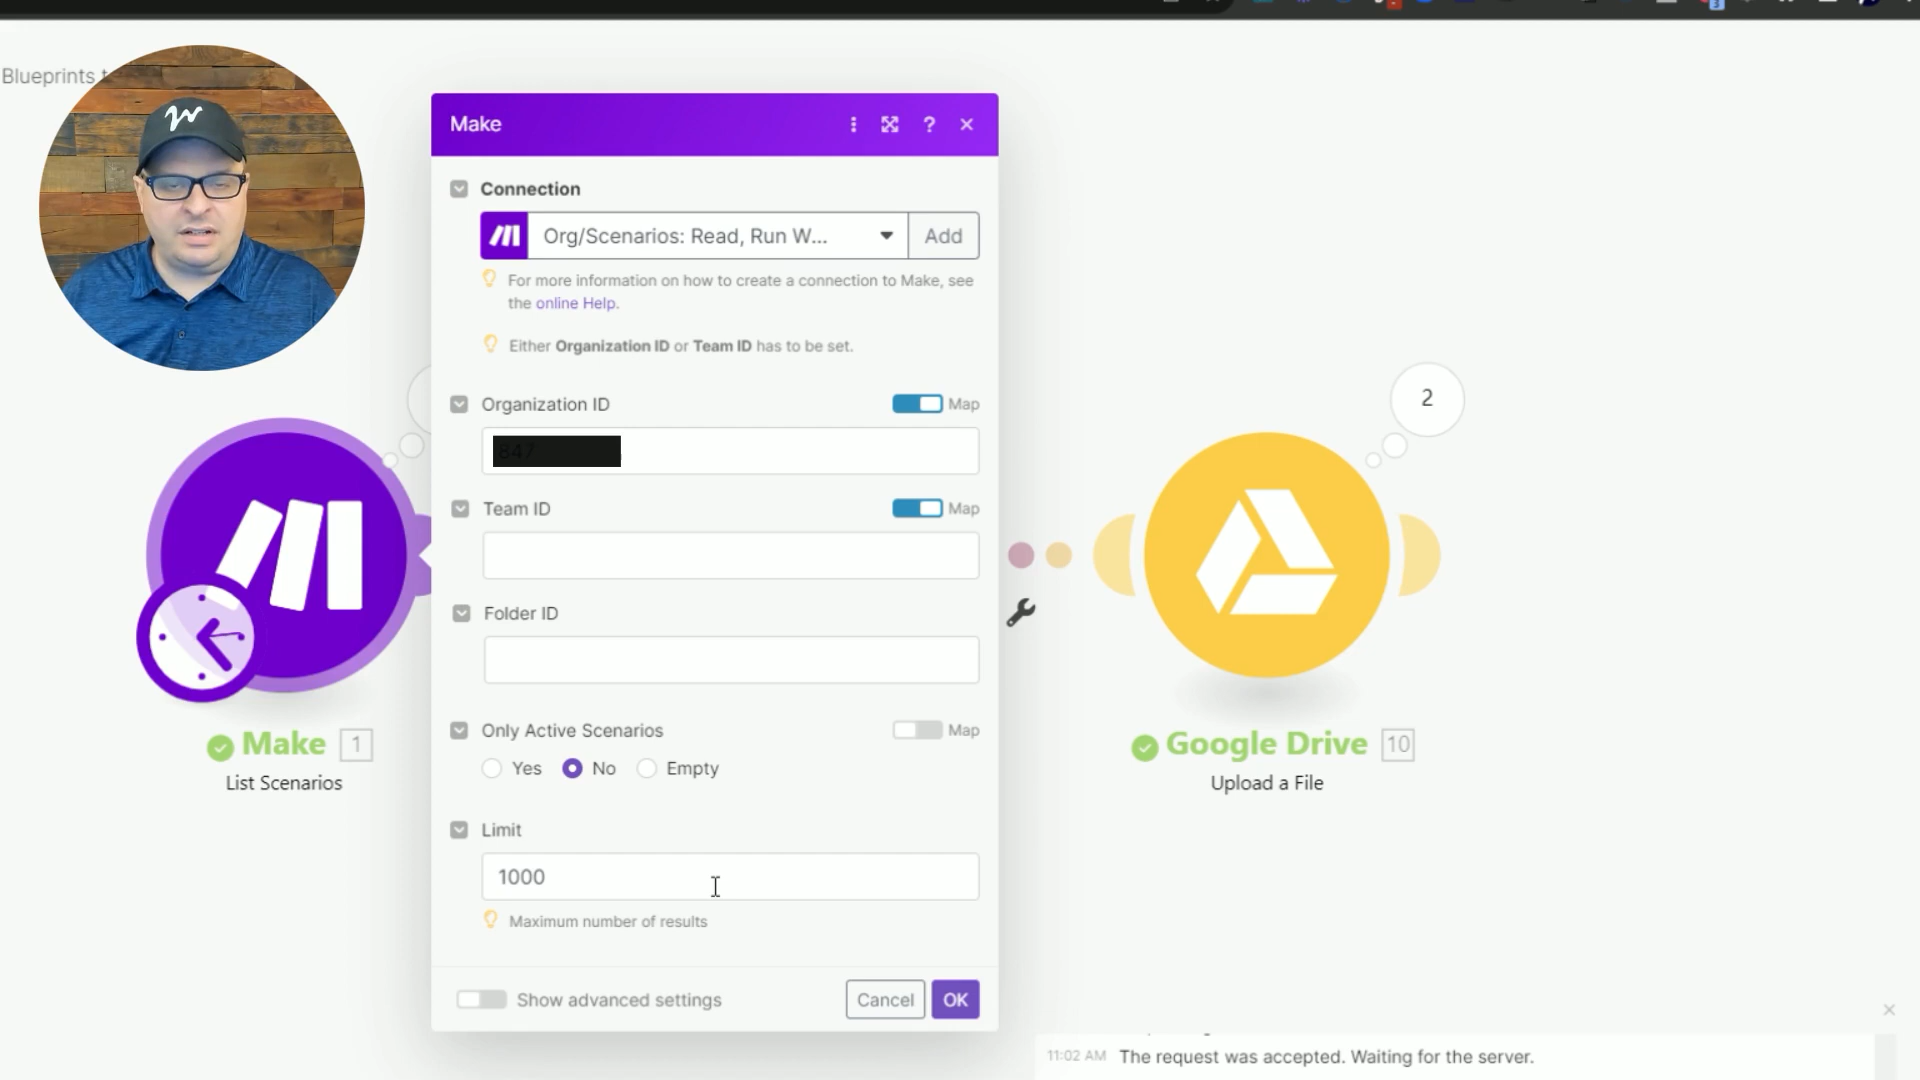 Blueprints t
Make
?
Connection
Org/Scenarios: Read, Run W...
Add
For more information on how to create a connection to Make, see
the online Help.
Either Organization ID or Team ID has to be set.
Organization ID
Map
Team ID
Map
Folder ID
Only Active Scenarios
Map
Yes
No
Empty
Limit
1000
Maximum number of results
Show advanced settings
Cancel
OK
Make
1
List Scenarios
2
Google Drive
10
Upload a File
11:02 AM The request was accepted. Waiting for the server.
3